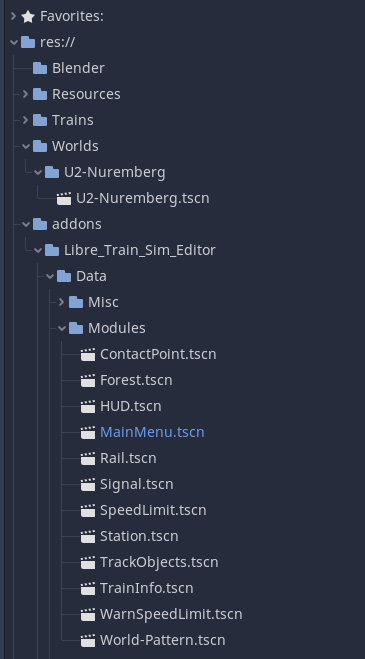 Favorites:
res://
Blender
Resources
Trains
Worlds
U2-Nuremberg
U2-Nuremberg.tscn
addons
Libre_Train_Sim_Editor
Data
Misc
Modules
ContactPoint.tscn
Forest.tscn
HUD.tscn
MainMenu.tscn
Rail.tscn
Signal.tscn
SpeedLimit.tscn
Station.tscn
TrackObjects.tscn
TrainInfo.tscn
WarnSpeedLimit.tscn
World-Pattern.tscn